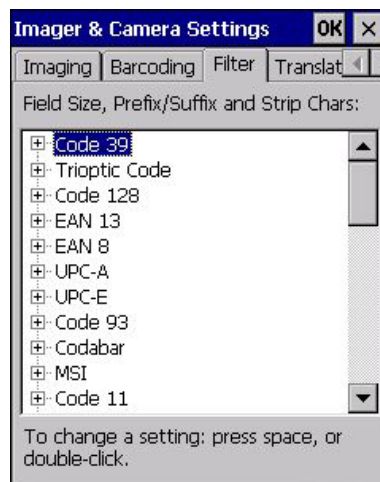 Imager & Camera Settings OK ×
Imaging Barcoding Filter Translat
Field Size, Prefix/Suffix and Strip Chars:
Code 39
Trioptic Code
Code 128
EAN 13
EAN 8
UPC-A
UPC-E
Code 93
Codabar
MSI
Code 11
To change a setting: press space, or
double-click.